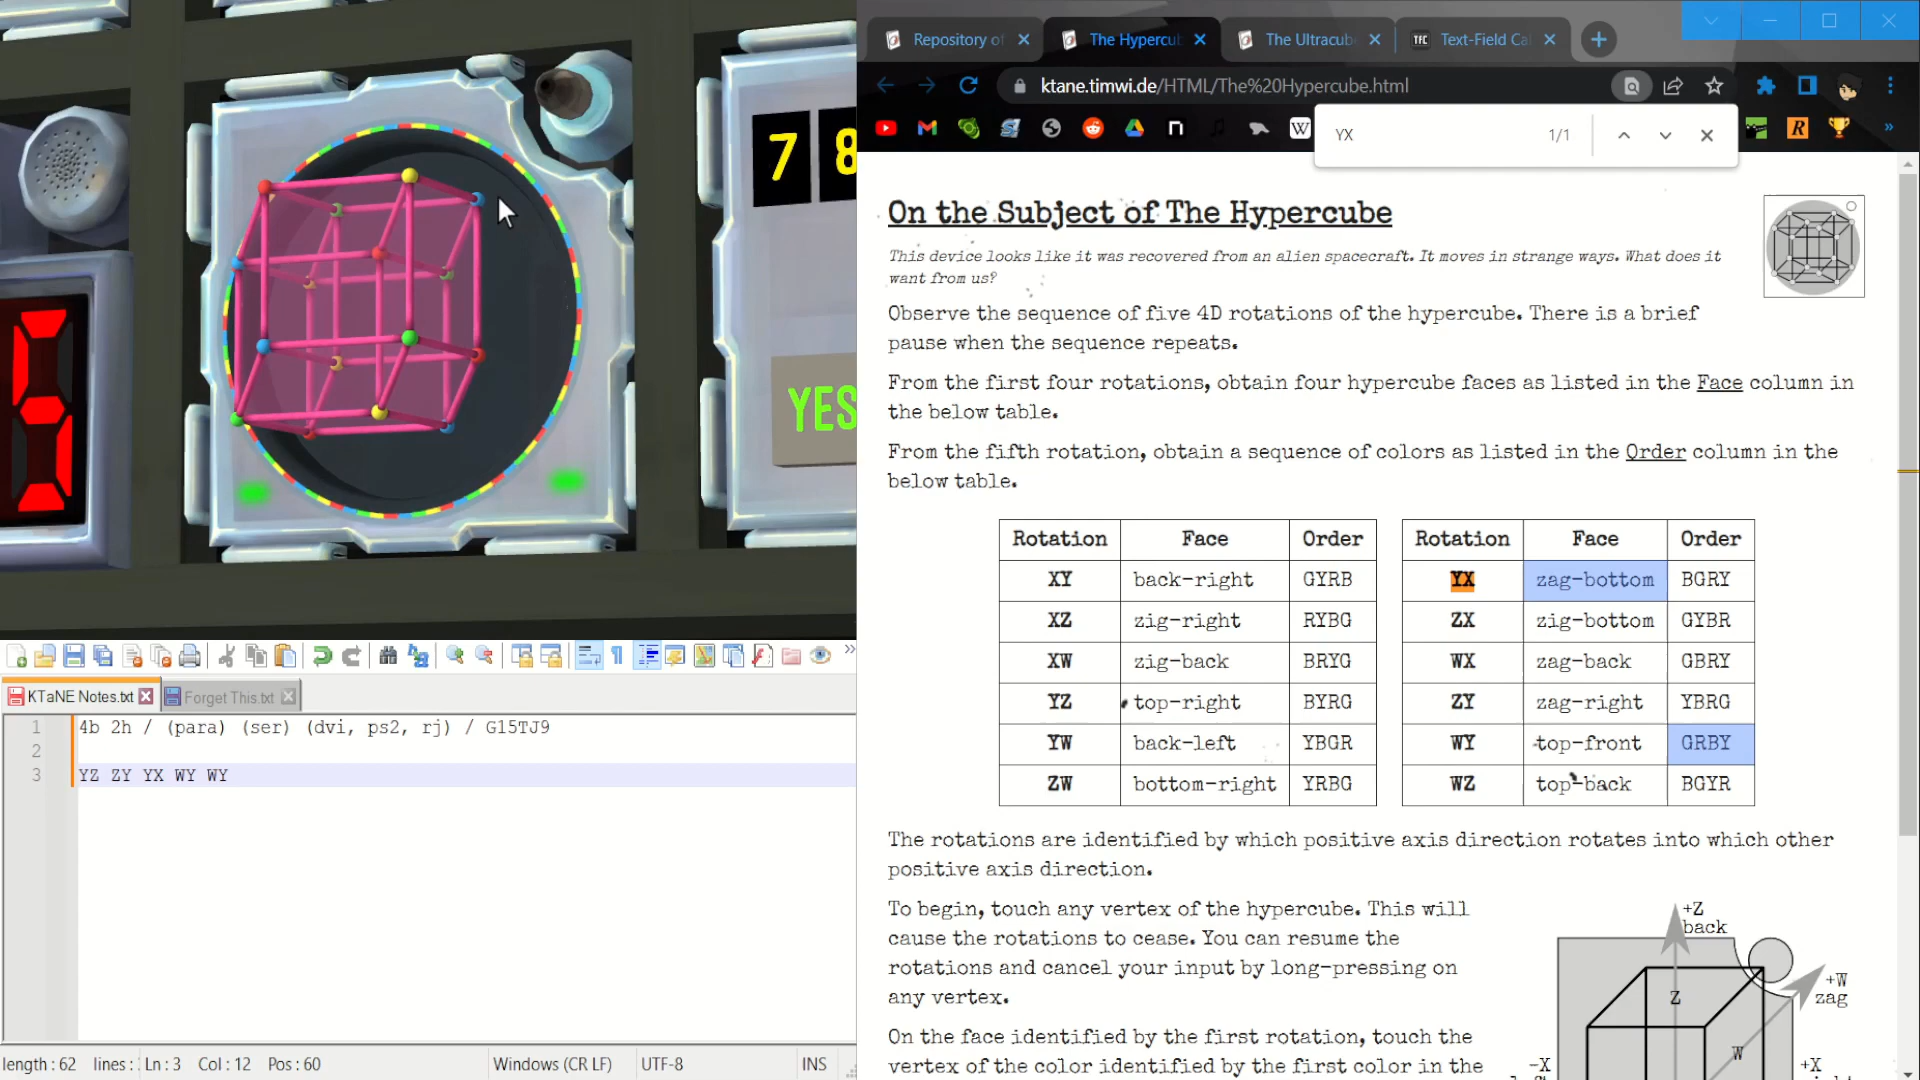 7 8
YES
KTaNE Notes.txt
Forget This.txt
1 4b 2h / (para) (ser) (dvi, ps2, rj) / G15TJ9
2
3 YZ ZY YX WY WY
length : 62 lines : Ln : 3 Col : 12 Pos : 60 Windows (CR LF) UTF-8 INS
Repository of
The Hypercub
The Ultracub
TFC Text-Field Cal
ktane.timwi.de/HTML/The%20Hypercube.html
YX 1/1
On the Subject of The Hypercube
This device looks like it was recovered from an alien spacecraft. It moves in strange ways. What does it
want from us?
Observe the sequence of five 4D rotations of the hypercube. There is a brief
pause when the sequence repeats.
From the first four rotations, obtain four hypercube faces as listed in the Face column in
the below table.
From the fifth rotation, obtain a sequence of colors as listed in the Order column in the
below table.
Rotation Face Order Rotation Face Order
XY back-right GYRB YX zag-bottom BGRY
XZ zig-right RYBG ZX zig-bottom GYBR
XW zig-back BRYG WX zag-back GBRY
YZ top-right BYRG ZY zag-right YBRG
YW back-left YBGR WY top-front GRBY
ZW bottom-right YRBG WZ top-back BGYR
The rotations are identified by which positive axis direction rotates into which other
positive axis direction.
To begin, touch any vertex of the hypercube. This will
cause the rotations to cease. You can resume the
rotations and cancel your input by long-pressing on
any vertex.
On the face identified by the first rotation, touch the
vertex of the color identified by the first color in the
+Z
back
+W
zag
Z
W
-X
+X